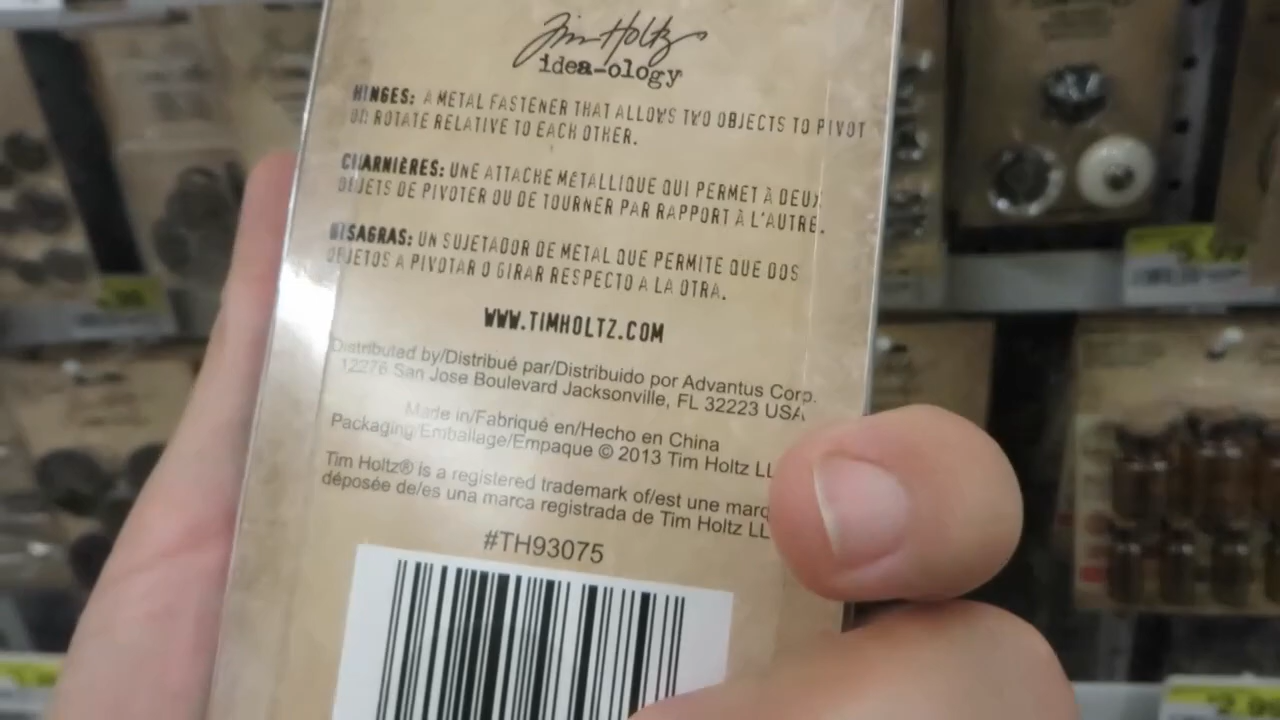 Tim Holtz
idea-ology
HINGES: A METAL FASTENER THAT ALLOWS TWO OBJECTS TO PIVOT
OR ROTATE RELATIVE TO EACH OTHER.
CHARNIÈRES: UNE ATTACHE METALLIQUE QUI PERMET À DEUX
OBJETS DE PIVOTER OU DE TOURNER PAR RAPPORT À L'AUTRE.
BISAGRAS: UN SUJETADOR DE METAL QUE PERMITE QUE DOS
OBJETOS A PIVOTAR O GIRAR RESPECTO A LA OTRA.
WWW.TIMHOLTZ.COM
Distributed by/Distribué par/Distribuido por Advantus Corp.
12276 San Jose Boulevard Jacksonville, FL 32223 USA
Made in/Fabriqué en/Hecho en China
Packaging/Emballage/Empaque © 2013 Tim Holtz LL
Tim Holtz® is a registered trademark of/est une marq
déposée de/es una marca registrada de Tim Holtz LL
#TH93075